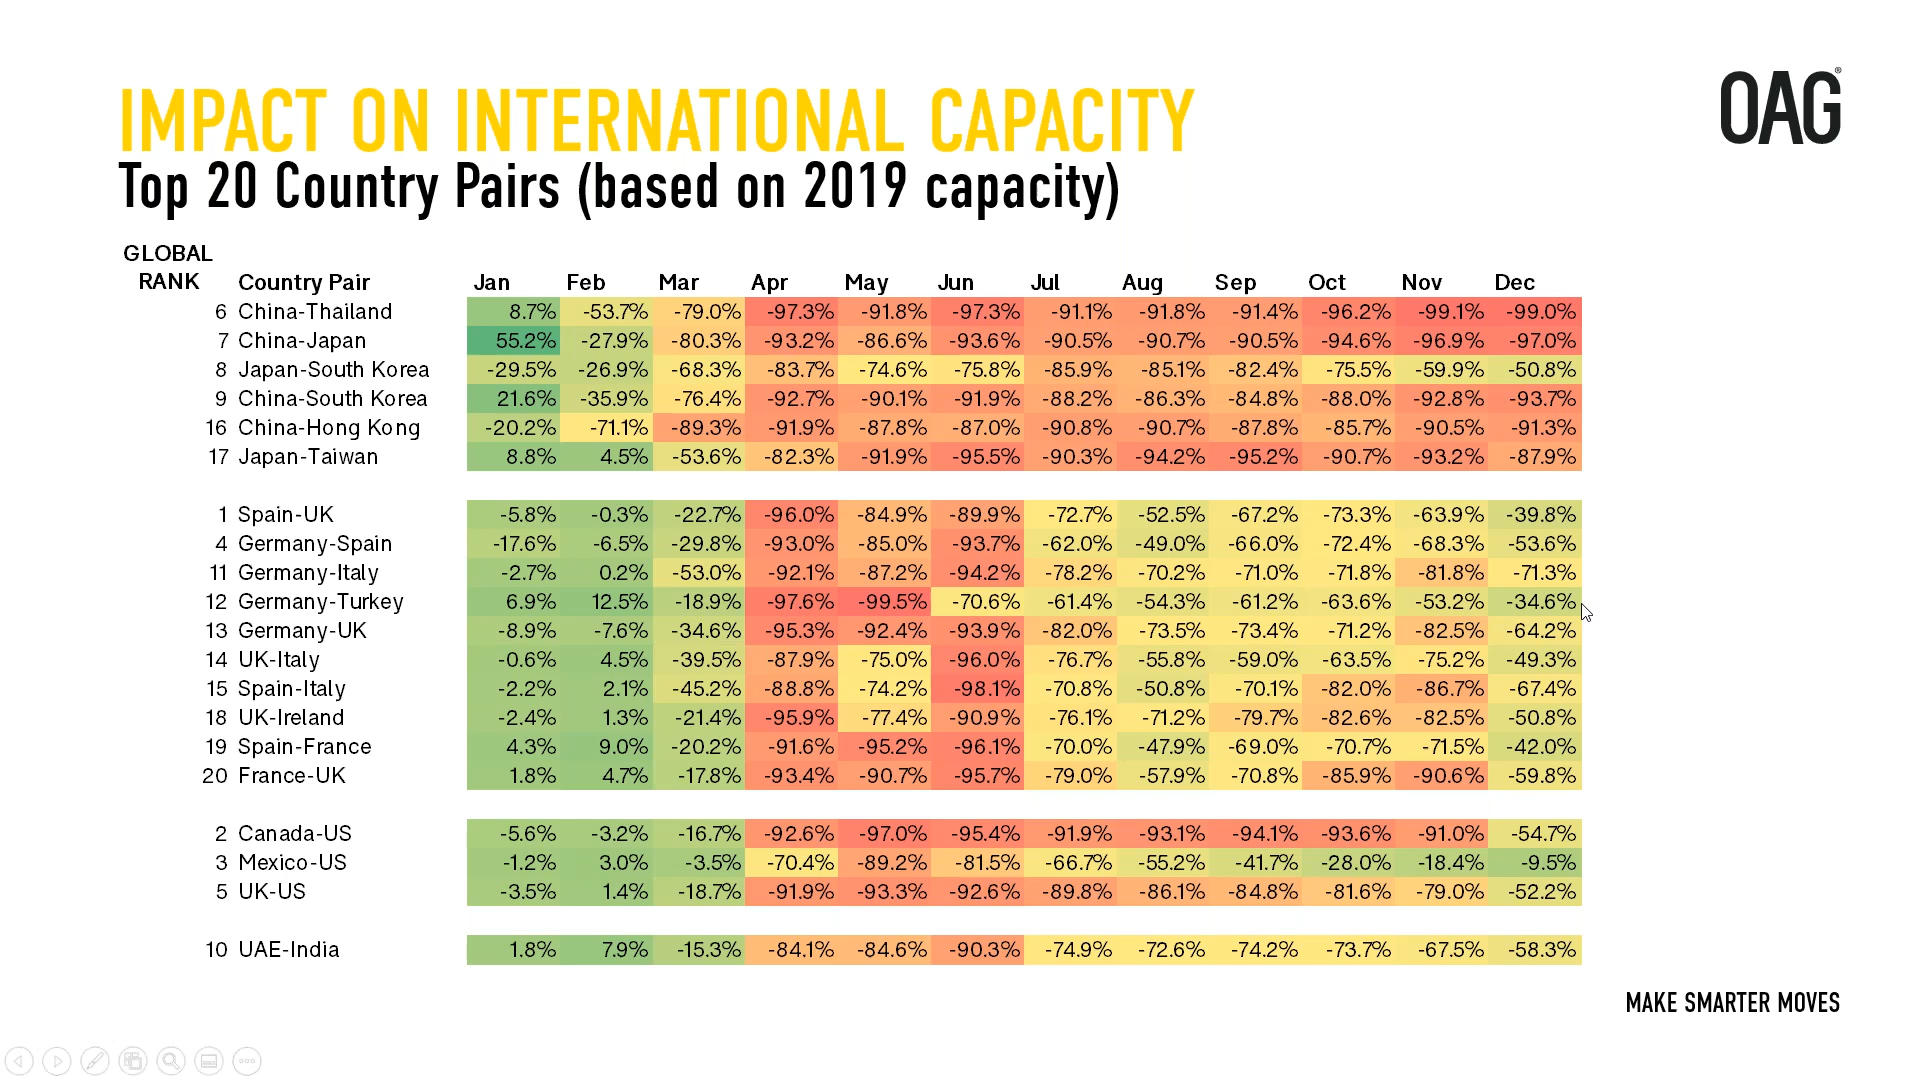 IMPACT ON INTERNATIONAL CAPACITY
OAG®
Top 20 Country Pairs (based on 2019 capacity)
GLOBAL
RANK Country Pair Jan Feb Mar Apr May Jun Jul Aug Sep Oct Nov Dec
6 China-Thailand 8.7% -53.7% -79.0% -97.3% -91.8% -97.3% -91.1% -91.8% -91.4% -96.2% -99.1% -99.0%
7 China-Japan 55.2% -27.9% -80.3% -93.2% -86.6% -93.6% -90.5% -90.7% -90.5% -94.6% -96.9% -97.0%
8 Japan-South Korea -29.5% -26.9% -68.3% -83.7% -74.6% -75.8% -85.9% -85.1% -82.4% -75.5% -59.9% -50.8%
9 China-South Korea 21.6% -35.9% -76.4% -92.7% -90.1% -91.9% -88.2% -86.3% -84.8% -88.0% -92.8% -93.7%
16 China-Hong Kong -20.2% -71.1% -89.3% -91.9% -87.8% -87.0% -90.8% -90.7% -87.8% -85.7% -90.5% -91.3%
17 Japan-Taiwan 8.8% 4.5% -53.6% -82.3% -91.9% -95.5% -90.3% -94.2% -95.2% -90.7% -93.2% -87.9%
1 Spain-UK -5.8% -0.3% -22.7% -96.0% -84.9% -89.9% -72.7% -52.5% -67.2% -73.3% -63.9% -39.8%
4 Germany-Spain -17.6% -6.5% -29.8% -93.0% -85.0% -93.7% -62.0% -49.0% -66.0% -72.4% -68.3% -53.6%
11 Germany-Italy -2.7% 0.2% -53.0% -92.1% -87.2% -94.2% -78.2% -70.2% -71.0% -71.8% -81.8% -71.3%
12 Germany-Turkey 6.9% 12.5% -18.9% -97.6% -99.5% -70.6% -61.4% -54.3% -61.2% -63.6% -53.2% -34.6%
13 Germany-UK -8.9% -7.6% -34.6% -95.3% -92.4% -93.9% -82.0% -73.5% -73.4% -71.2% -82.5% -64.2%
14 UK-Italy -0.6% 4.5% -39.5% -87.9% -75.0% -96.0% -76.7% -55.8% -59.0% -63.5% -75.2% -49.3%
15 Spain-Italy -2.2% 2.1% -45.2% -88.8% -74.2% -98.1% -70.8% -50.8% -70.1% -82.0% -86.7% -67.4%
18 UK-Ireland -2.4% 1.3% -21.4% -95.9% -77.4% -90.9% -76.1% -71.2% -79.7% -82.6% -82.5% -50.8%
19 Spain-France 4.3% 9.0% -20.2% -91.6% -95.2% -96.1% -70.0% -47.9% -69.0% -70.7% -71.5% -42.0%
20 France-UK 1.8% 4.7% -17.8% -93.4% -90.7% -95.7% -79.0% -57.9% -70.8% -85.9% -90.6% -59.8%
2 Canada-US -5.6% -3.2% -16.7% -92.6% -97.0% -95.4% -91.9% -93.1% -94.1% -93.6% -91.0% -54.7%
3 Mexico-US -1.2% 3.0% -3.5% -70.4% -89.2% -81.5% -66.7% -55.2% -41.7% -28.0% -18.4% -9.5%
5 UK-US -3.5% 1.4% -18.7% -91.9% -93.3% -92.6% -89.8% -86.1% -84.8% -81.6% -79.0% -52.2%
10 UAE-India 1.8% 7.9% -15.3% -84.1% -84.6% -90.3% -74.9% -72.6% -74.2% -73.7% -67.5% -58.3%
MAKE SMARTER MOVES